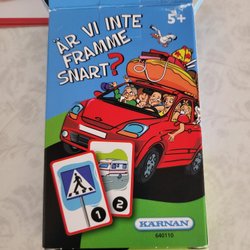 ÄR VI INTE
FRAMME
SNART?
5+
1
2
KÄRNAN
640110